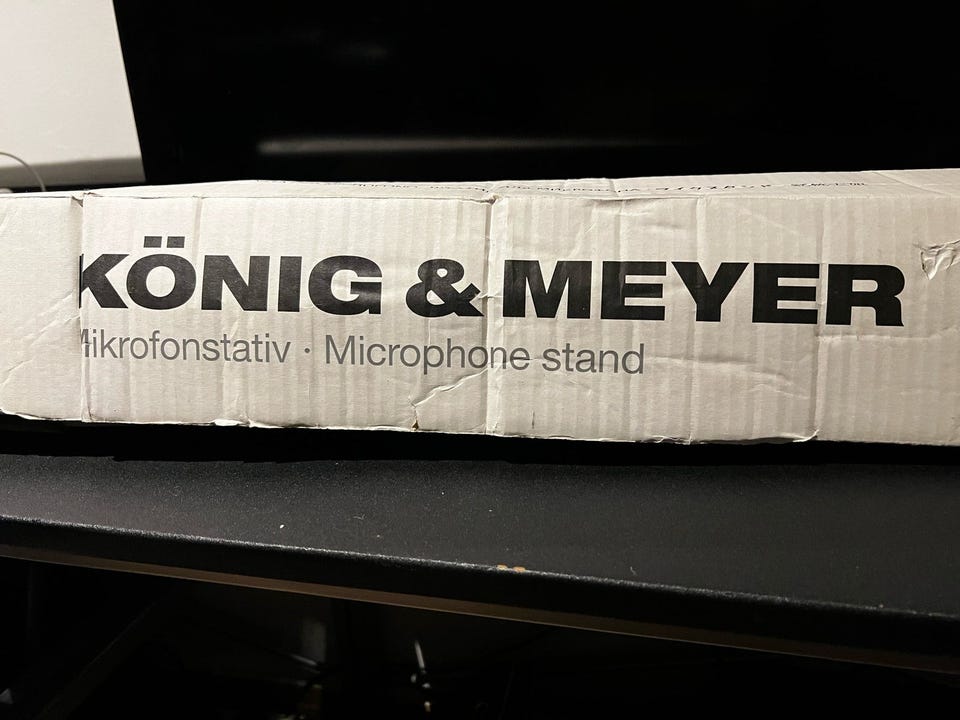 KÖNIG & MEYER
Mikrofonstativ · Microphone stand